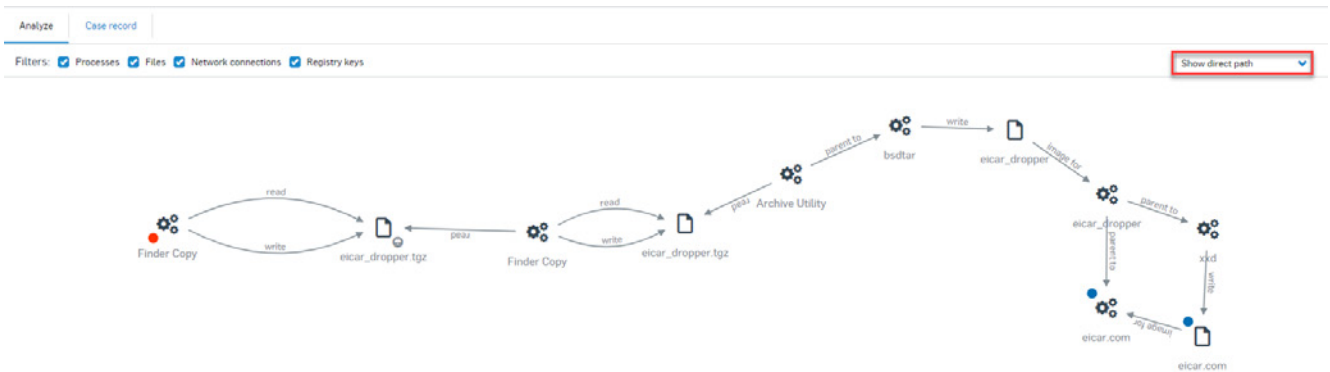 Analyze
Case record
Filters: Processes Files Network connections Registry keys
Show direct path
read
write
Finder Copy
eicar_dropper.tgz
read
Finder Copy
read
write
eicar_dropper.tgz
read
Archive Utility
parent to
bsdtar
write
eicar_dropper
image for
eicar_dropper
parent to
parent to
xxd
write
eicar.com
image for
eicar.com